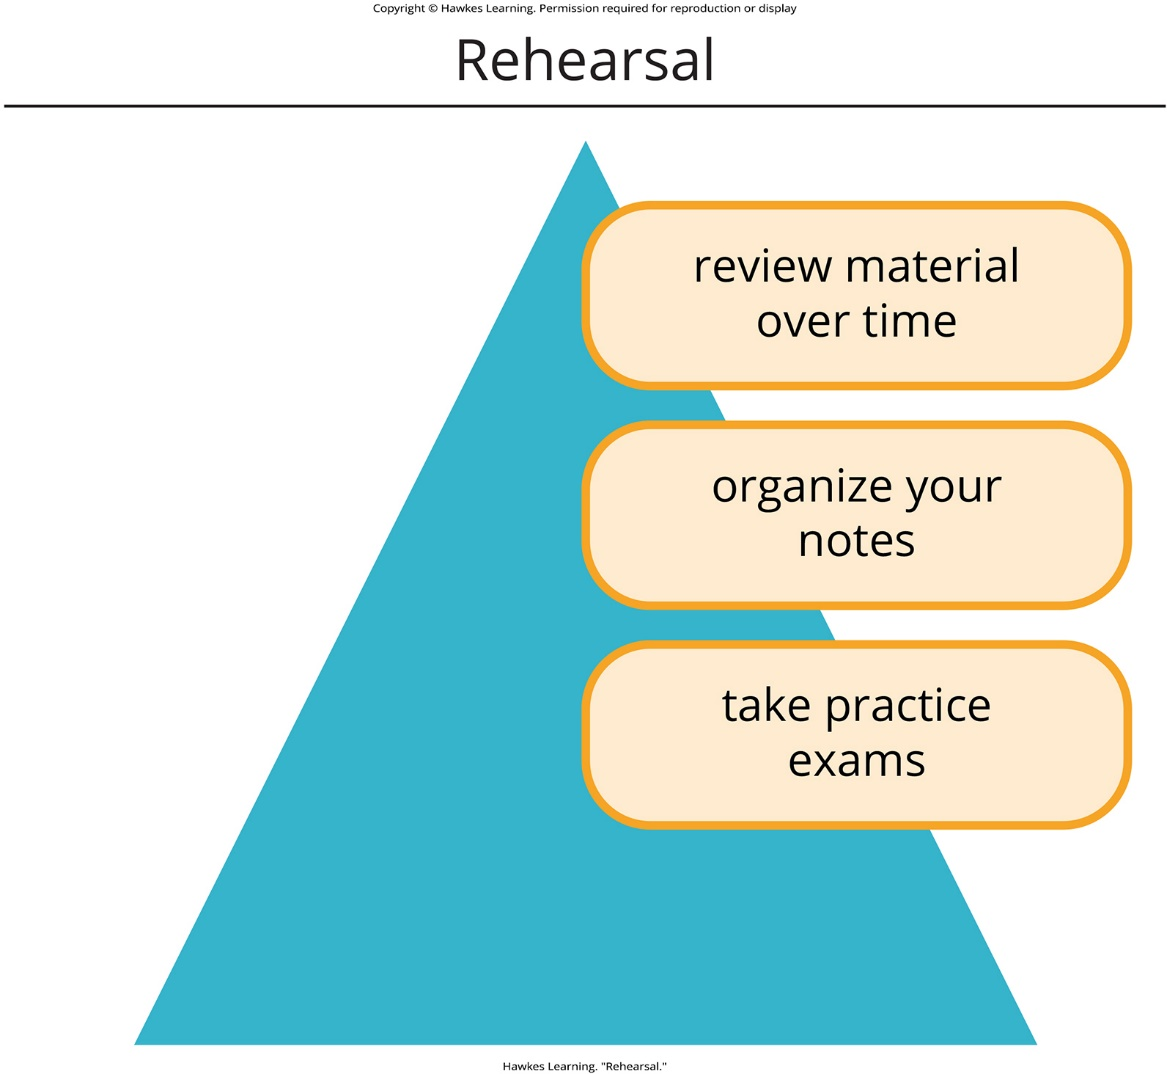 Copyright © Hawkes Learning. Permission required for reproduction or display
Rehearsal
review material
over time
organize your
notes
take practice
exams
Hawkes Learning. "Rehearsal."